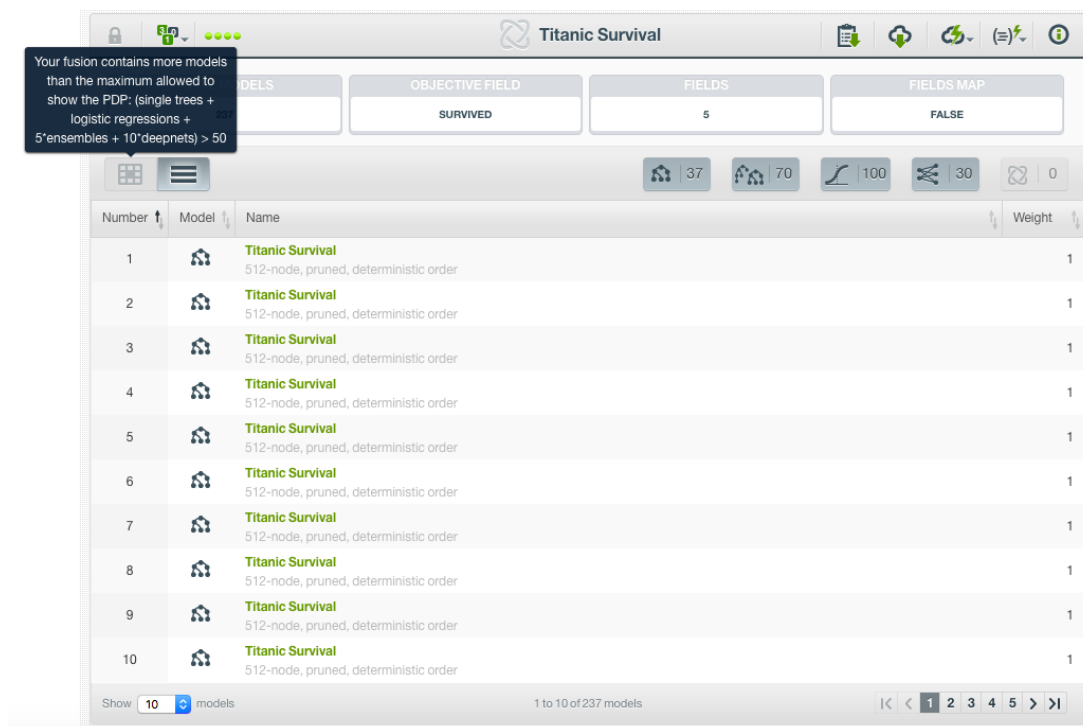 Titanic Survival
Your fusion contains more models
than the maximum allowed to
show the PDP: (single trees +
logistic regressions +
5*ensembles + 10*deepnets) > 50
DELS
237
OBJECTIVE FIELD
SURVIVED
FIELDS
5
FIELDS MAP
FALSE
37
70
100
30
0
Number Model Name Weight
1 Titanic Survival 1
512-node, pruned, deterministic order
2 Titanic Survival 1
512-node, pruned, deterministic order
3 Titanic Survival 1
512-node, pruned, deterministic order
4 Titanic Survival 1
512-node, pruned, deterministic order
5 Titanic Survival 1
512-node, pruned, deterministic order
6 Titanic Survival 1
512-node, pruned, deterministic order
7 Titanic Survival 1
512-node, pruned, deterministic order
8 Titanic Survival 1
512-node, pruned, deterministic order
9 Titanic Survival 1
512-node, pruned, deterministic order
10 Titanic Survival 1
512-node, pruned, deterministic order
Show 10 models 1 to 10 of 237 models 1 2 3 4 5